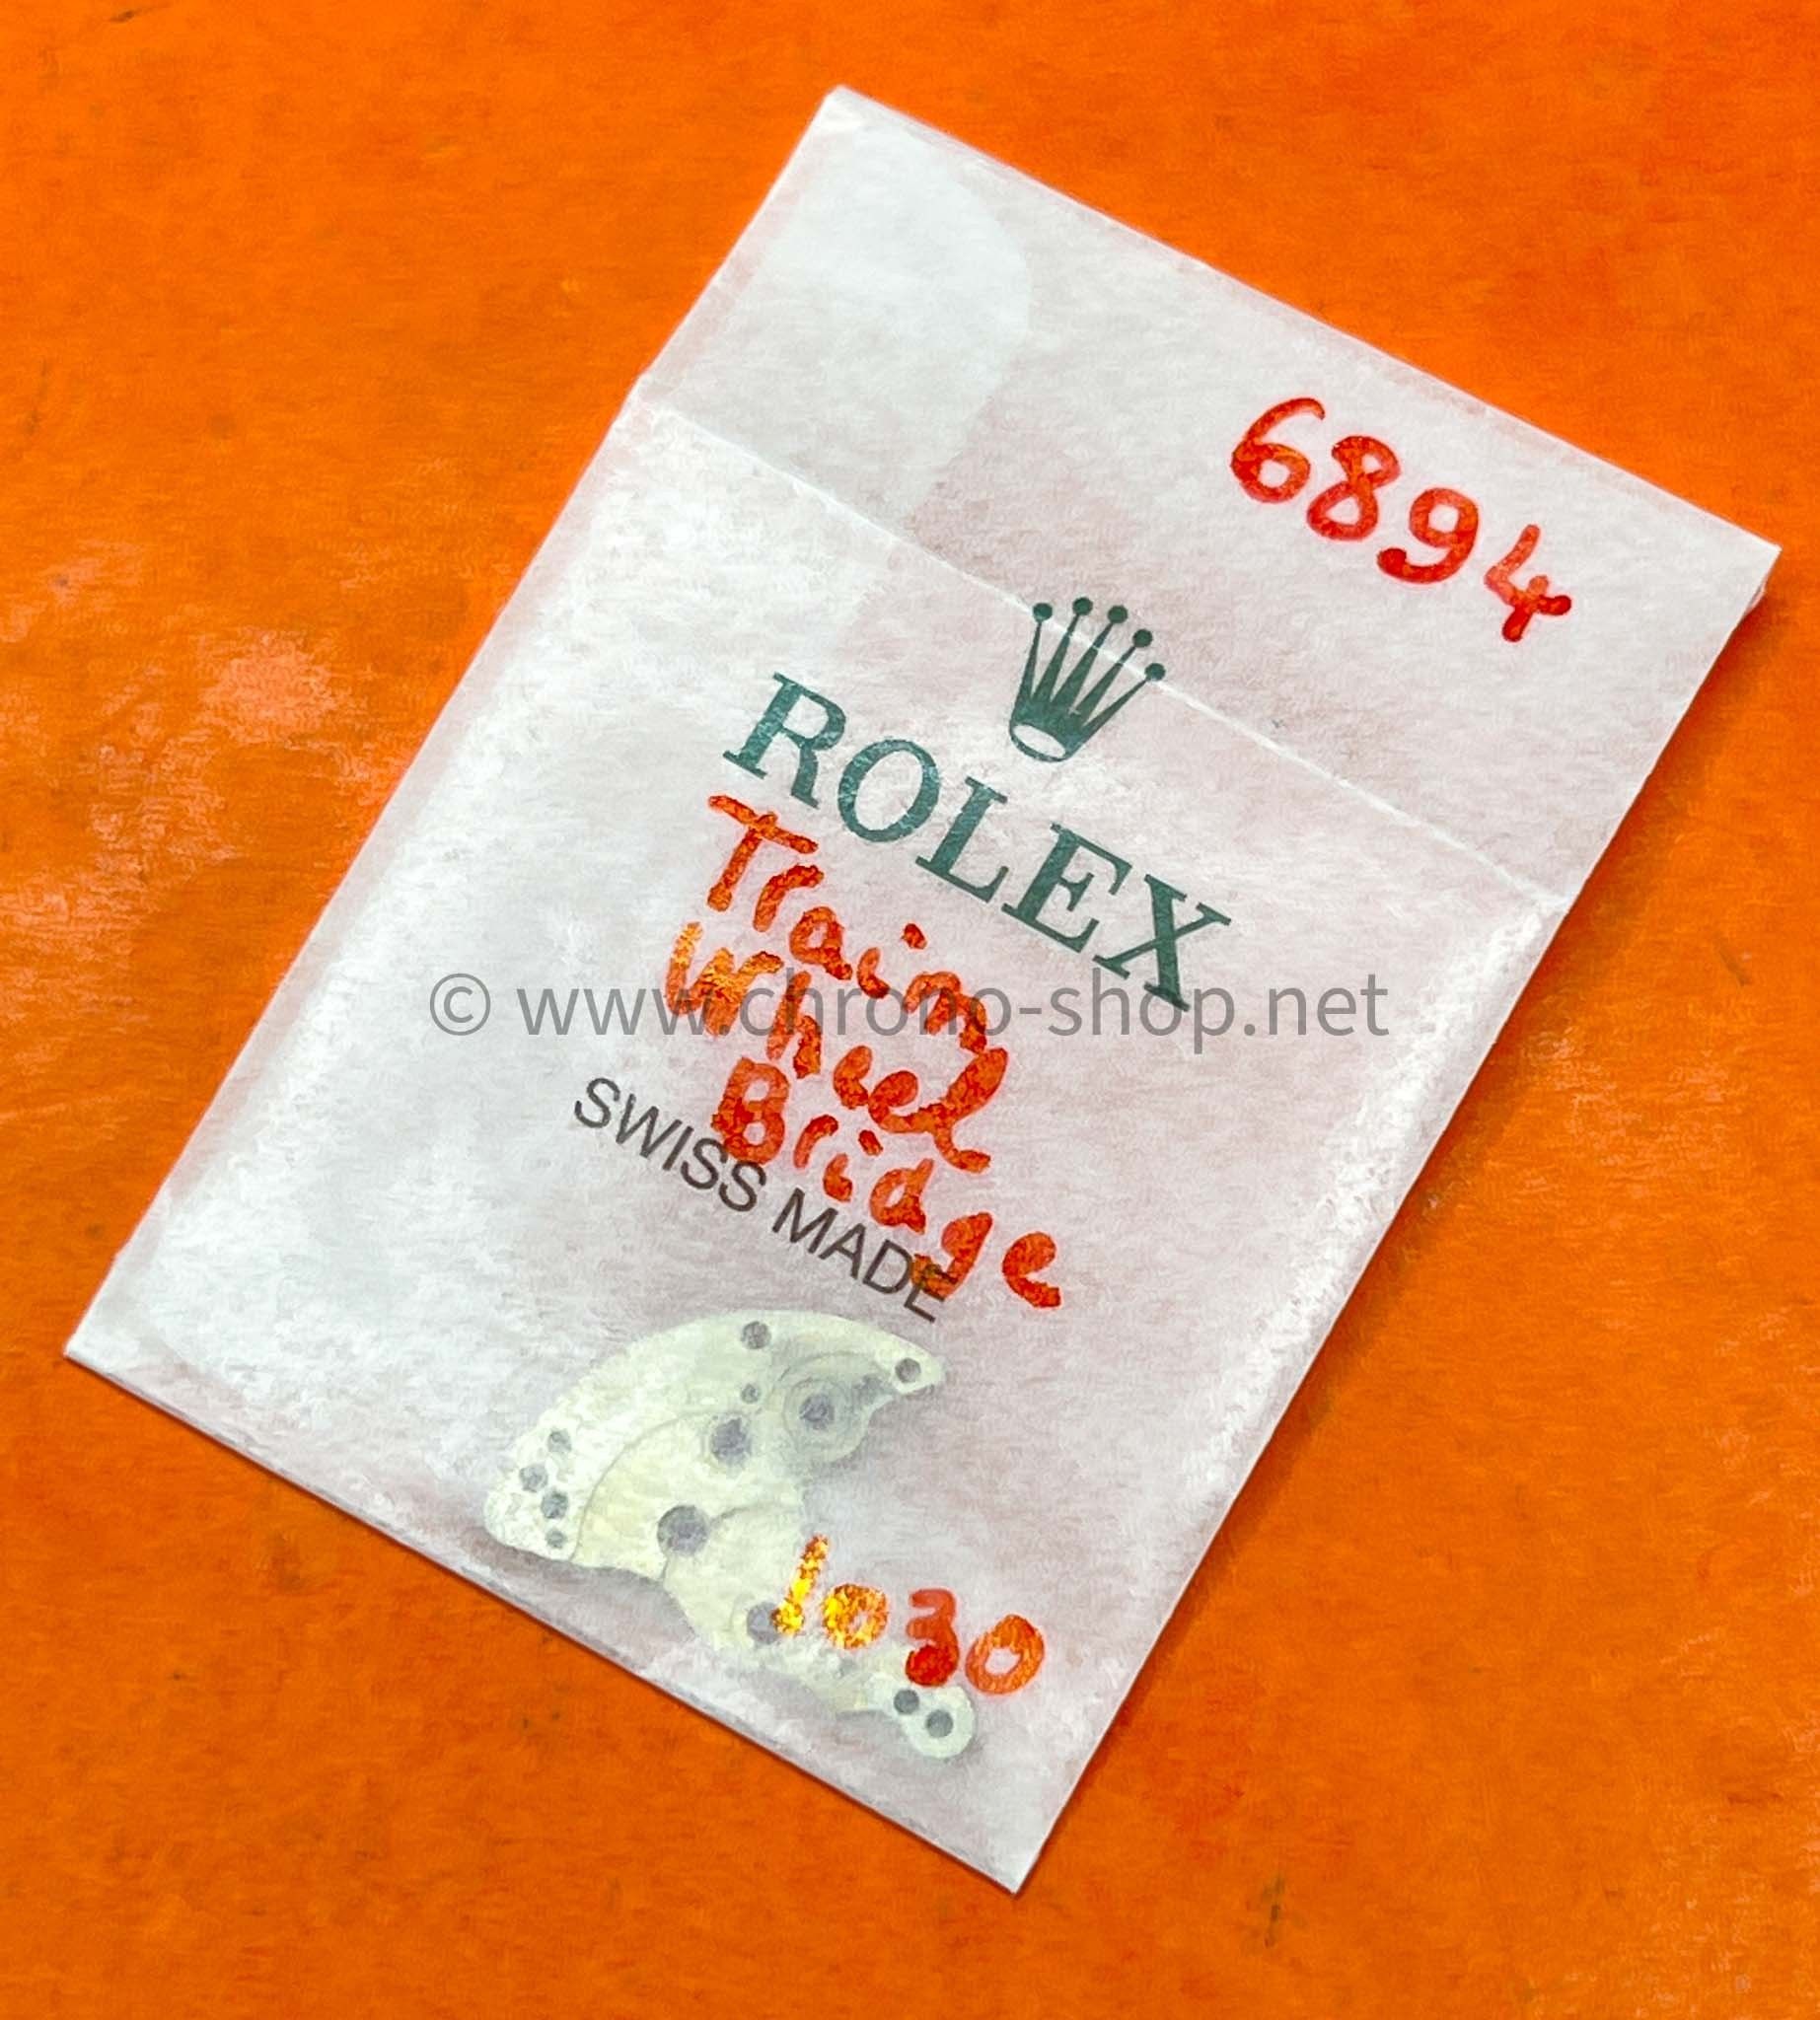 6894
ROLEX
Train
Wheel
Bridge
© www.chrono-shop.net
SWISS MADE
1030